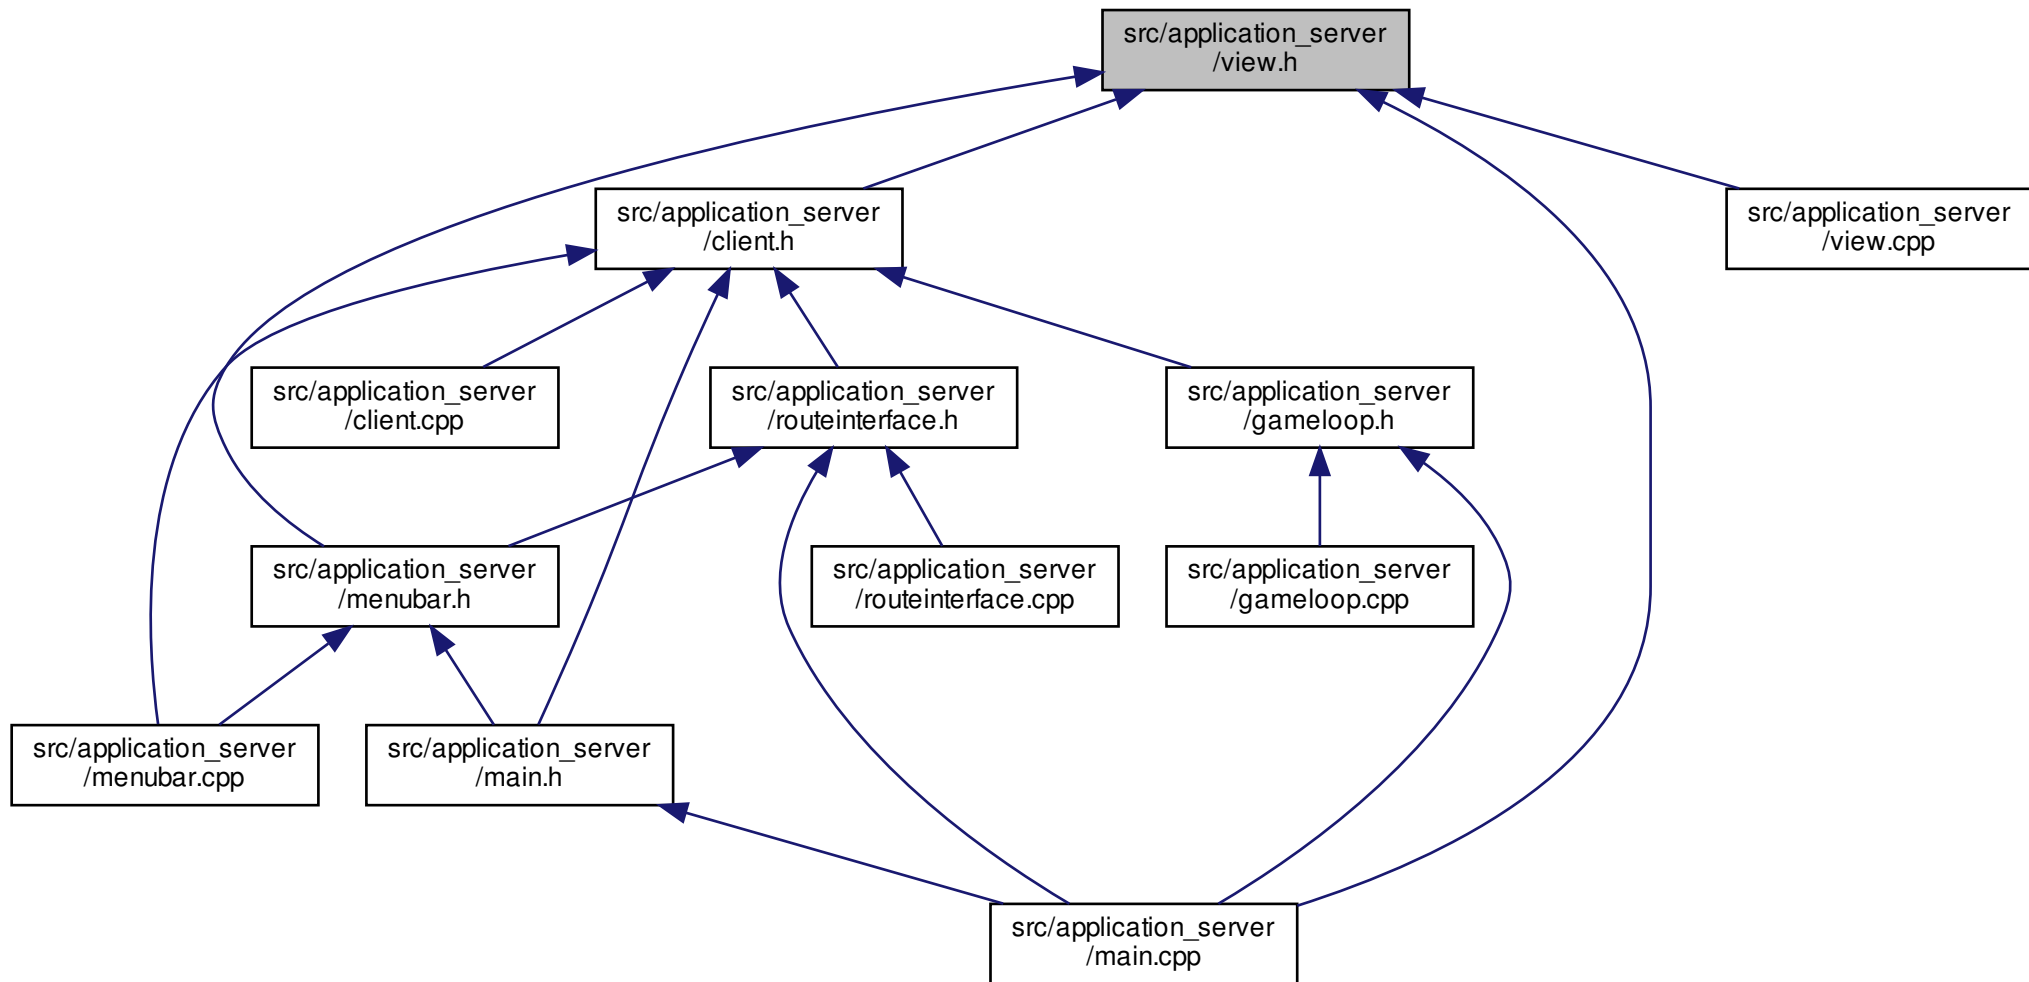 src/application_server
/view.h
src/application_server
/client.h
src/application_server
/view.cpp
src/application_server
/client.cpp
src/application_server
/routeinterface.h
src/application_server
/gameloop.h
src/application_server
/menubar.h
src/application_server
/routeinterface.cpp
src/application_server
/gameloop.cpp
src/application_server
/menubar.cpp
src/application_server
/main.h
src/application_server
/main.cpp